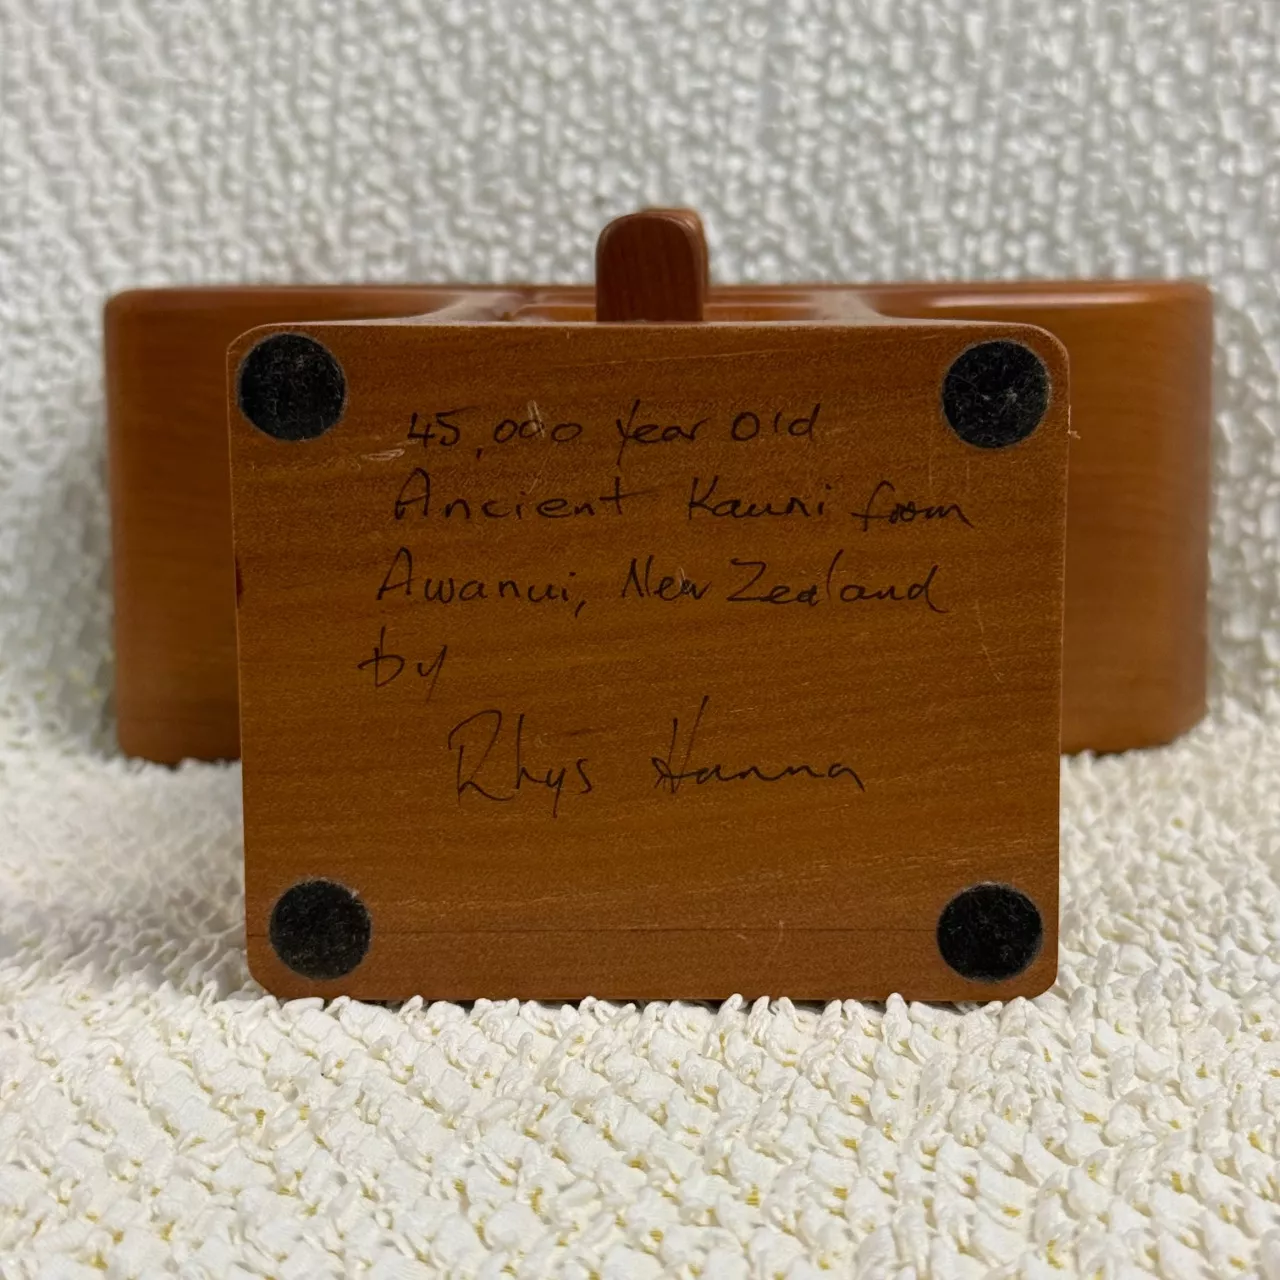 45,000 year Old
Ancient Kauri from
Awanui, New Zealand
by
Rhys Hanna